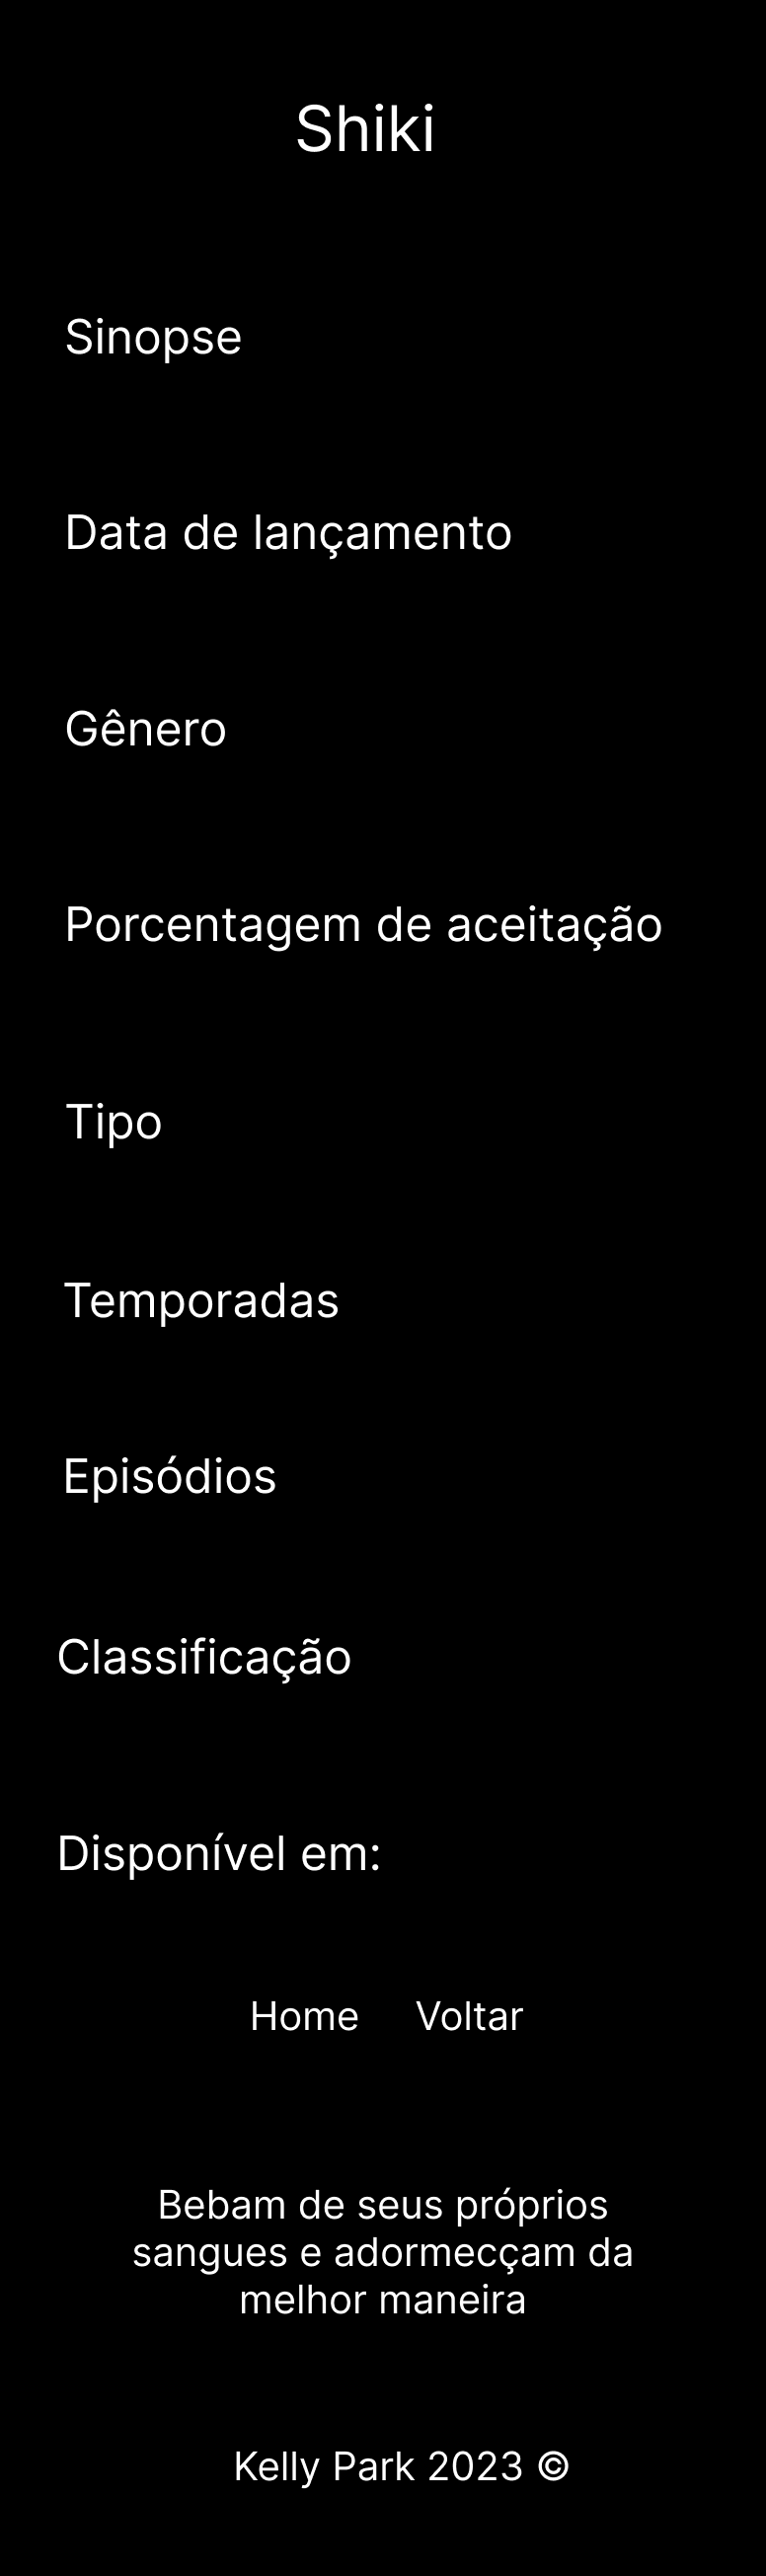 Shiki
Sinopse
Data de lançamento
Gênero
Porcentagem de aceitação
Tipo
Temporadas
Episódios
Classificação
Disponível em:
Home Voltar
Bebam de seus próprios
sangues e adormecçam da
melhor maneira
Kelly Park 2023 ©